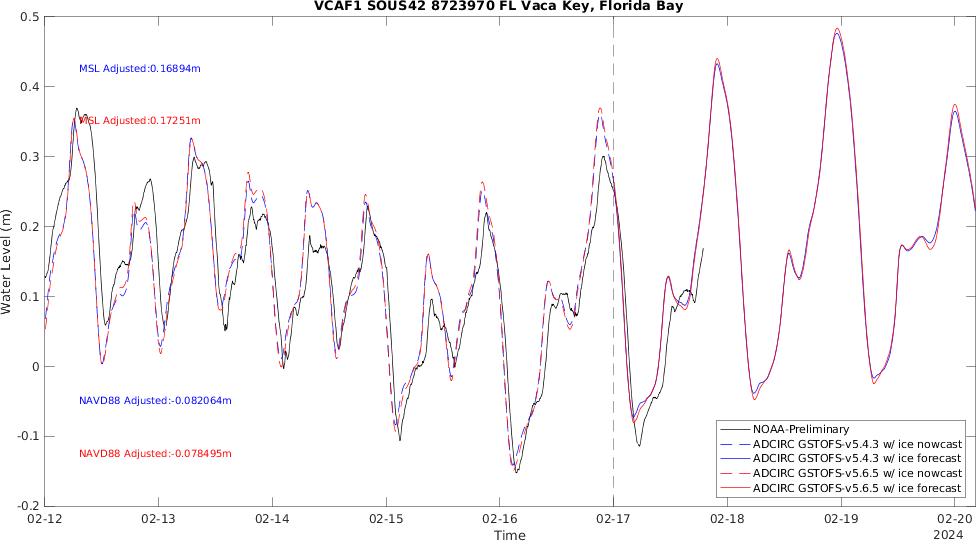 VCAF1 SOUS42 8723970 FL Vaca Key, Florida Bay
0.5
0.4
0.3
0.2
0.1
0
-0.1
-0.2
Water Level (m)
MSL Adjusted:0.16894m
MSL Adjusted:0.17251m
NAVD88 Adjusted:-0.082064m
NAVD88 Adjusted:-0.078495m
NOAA-Preliminary
ADCIRC GSTOFS-v5.4.3 w/ ice nowcast
ADCIRC GSTOFS-v5.4.3 w/ ice forecast
ADCIRC GSTOFS-v5.6.5 w/ ice nowcast
ADCIRC GSTOFS-v5.6.5 w/ ice forecast
02-12 02-13 02-14 02-15 02-16 02-17 02-18 02-19 02-20
Time 2024